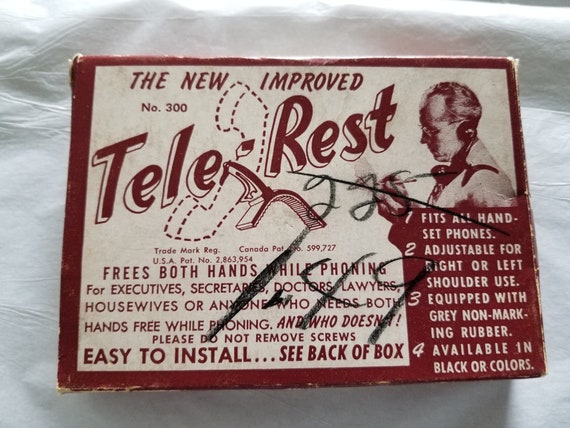 THE NEW IMPROVED
No. 300
Tele-Rest
Trade Mark Reg. Canada Pat. No. 599,727
U.S.A. Pat. No. 2,863,954
FREES BOTH HANDS WHILE PHONING
For EXECUTIVES, SECRETARIES, DOCTORS, LAWYERS,
HOUSEWIVES OR ANYONE WHO NEEDS BOTH
HANDS FREE WHILE PHONING. AND WHO DOESN'T!
PLEASE DO NOT REMOVE SCREWS
EASY TO INSTALL... SEE BACK OF BOX
225
1 FITS ALL HAND-
SET PHONES.
2 ADJUSTABLE FOR
RIGHT OR LEFT
SHOULDER USE.
3 EQUIPPED WITH
GREY NON-MARK-
ING RUBBER.
4 AVAILABLE IN
BLACK OR COLORS.